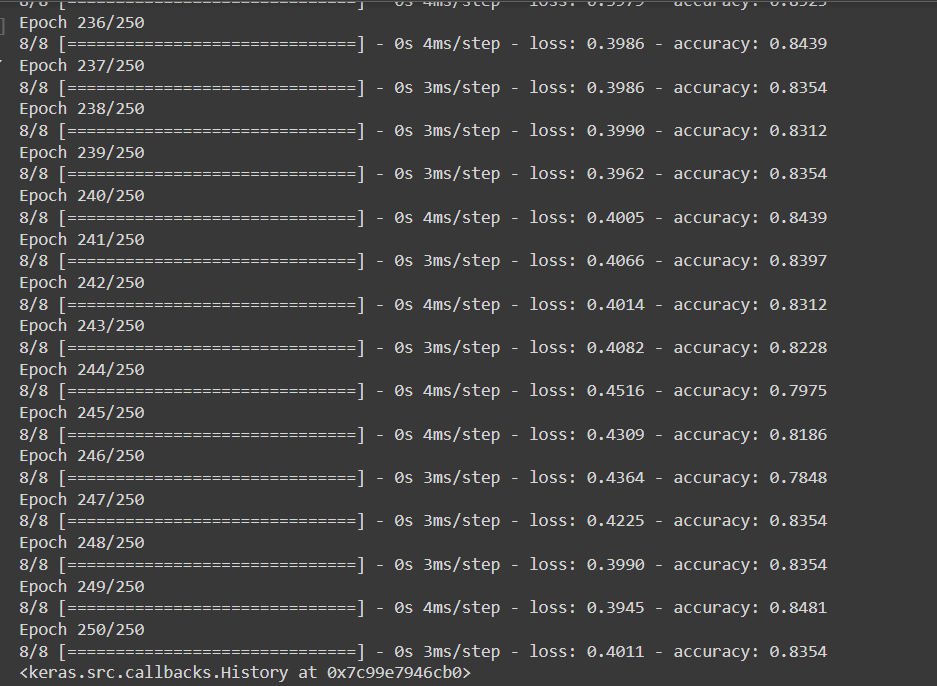 8/8 [==============================] - 0s 4ms/step - loss: 0.3979 - accuracy: 0.8523
Epoch 236/250
8/8 [==============================] - 0s 4ms/step - loss: 0.3986 - accuracy: 0.8439
Epoch 237/250
8/8 [==============================] - 0s 3ms/step - loss: 0.3986 - accuracy: 0.8354
Epoch 238/250
8/8 [==============================] - 0s 3ms/step - loss: 0.3990 - accuracy: 0.8312
Epoch 239/250
8/8 [==============================] - 0s 3ms/step - loss: 0.3962 - accuracy: 0.8354
Epoch 240/250
8/8 [==============================] - 0s 4ms/step - loss: 0.4005 - accuracy: 0.8439
Epoch 241/250
8/8 [==============================] - 0s 3ms/step - loss: 0.4066 - accuracy: 0.8397
Epoch 242/250
8/8 [==============================] - 0s 4ms/step - loss: 0.4014 - accuracy: 0.8312
Epoch 243/250
8/8 [==============================] - 0s 3ms/step - loss: 0.4082 - accuracy: 0.8228
Epoch 244/250
8/8 [==============================] - 0s 4ms/step - loss: 0.4516 - accuracy: 0.7975
Epoch 245/250
8/8 [==============================] - 0s 4ms/step - loss: 0.4309 - accuracy: 0.8186
Epoch 246/250
8/8 [==============================] - 0s 3ms/step - loss: 0.4364 - accuracy: 0.7848
Epoch 247/250
8/8 [==============================] - 0s 3ms/step - loss: 0.4225 - accuracy: 0.8354
Epoch 248/250
8/8 [==============================] - 0s 3ms/step - loss: 0.3990 - accuracy: 0.8354
Epoch 249/250
8/8 [==============================] - 0s 4ms/step - loss: 0.3945 - accuracy: 0.8481
Epoch 250/250
8/8 [==============================] - 0s 3ms/step - loss: 0.4011 - accuracy: 0.8354
<keras.src.callbacks.History at 0x7c99e7946cb0>